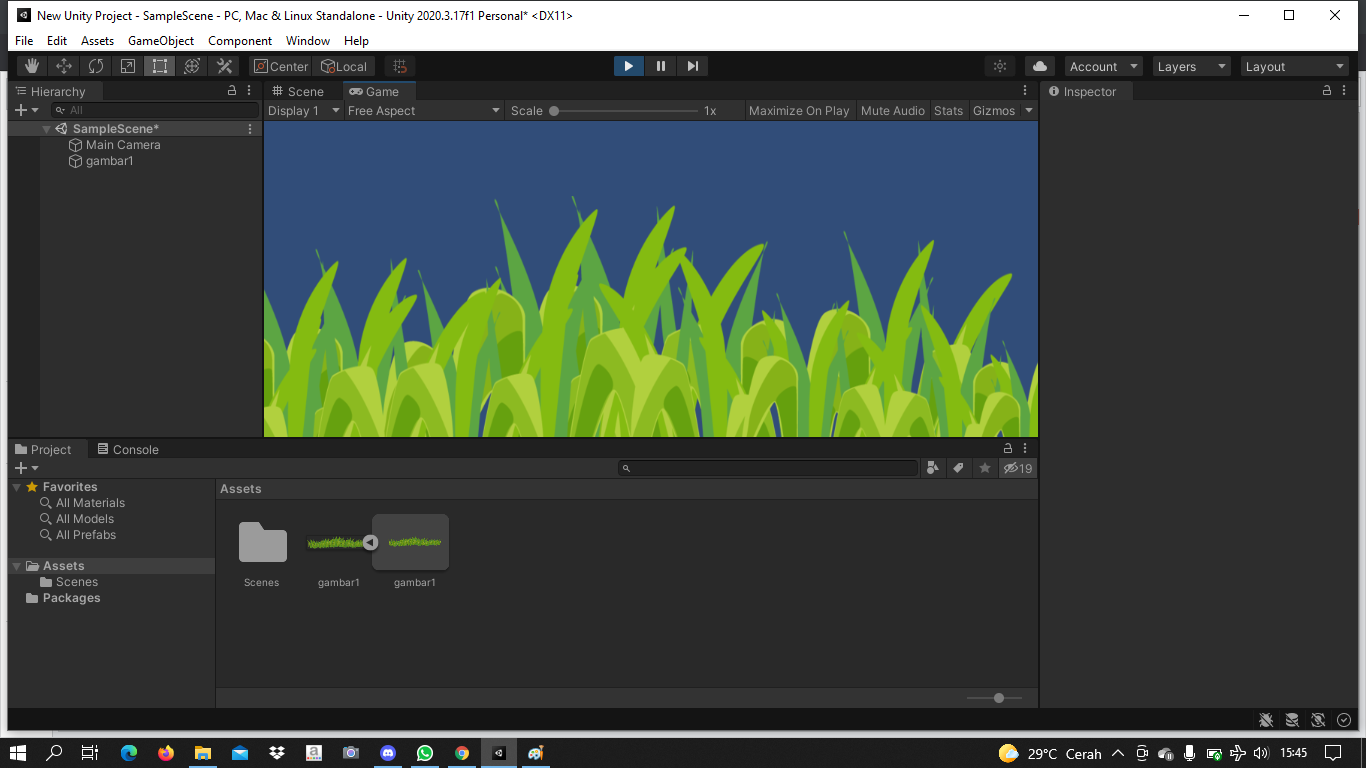 New Unity Project - SampleScene - PC, Mac & Linux Standalone - Unity 2020.3.17f1 Personal* <DX11>
File Edit Assets GameObject Component Window Help
Center Local Account Layers Layout
Hierarchy Scene Game Inspector
All Display 1 Free Aspect Scale 1x Maximize On Play Mute Audio Stats Gizmos
SampleScene*
Main Camera
gambar1
Project Console
19
Favorites Assets
All Materials
All Models
All Prefabs
Assets
Scenes
Packages
Scenes gambar1 gambar1
29°C Cerah 15:45